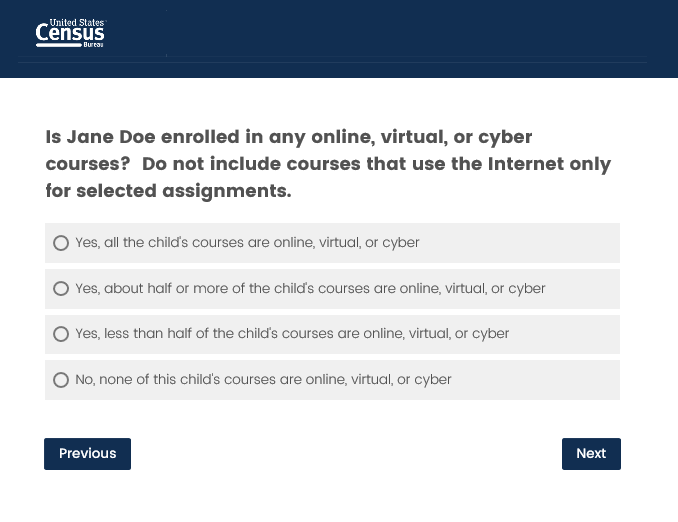 United States
Census
Bureau
Is Jane Doe enrolled in any online, virtual, or cyber
courses?  Do not include courses that use the Internet only
for selected assignments.
Yes, all the child's courses are online, virtual, or cyber
Yes, about half or more of the child's courses are online, virtual, or cyber
Yes, less than half of the child's courses are online, virtual, or cyber
No, none of this child's courses are online, virtual, or cyber
Previous
Next